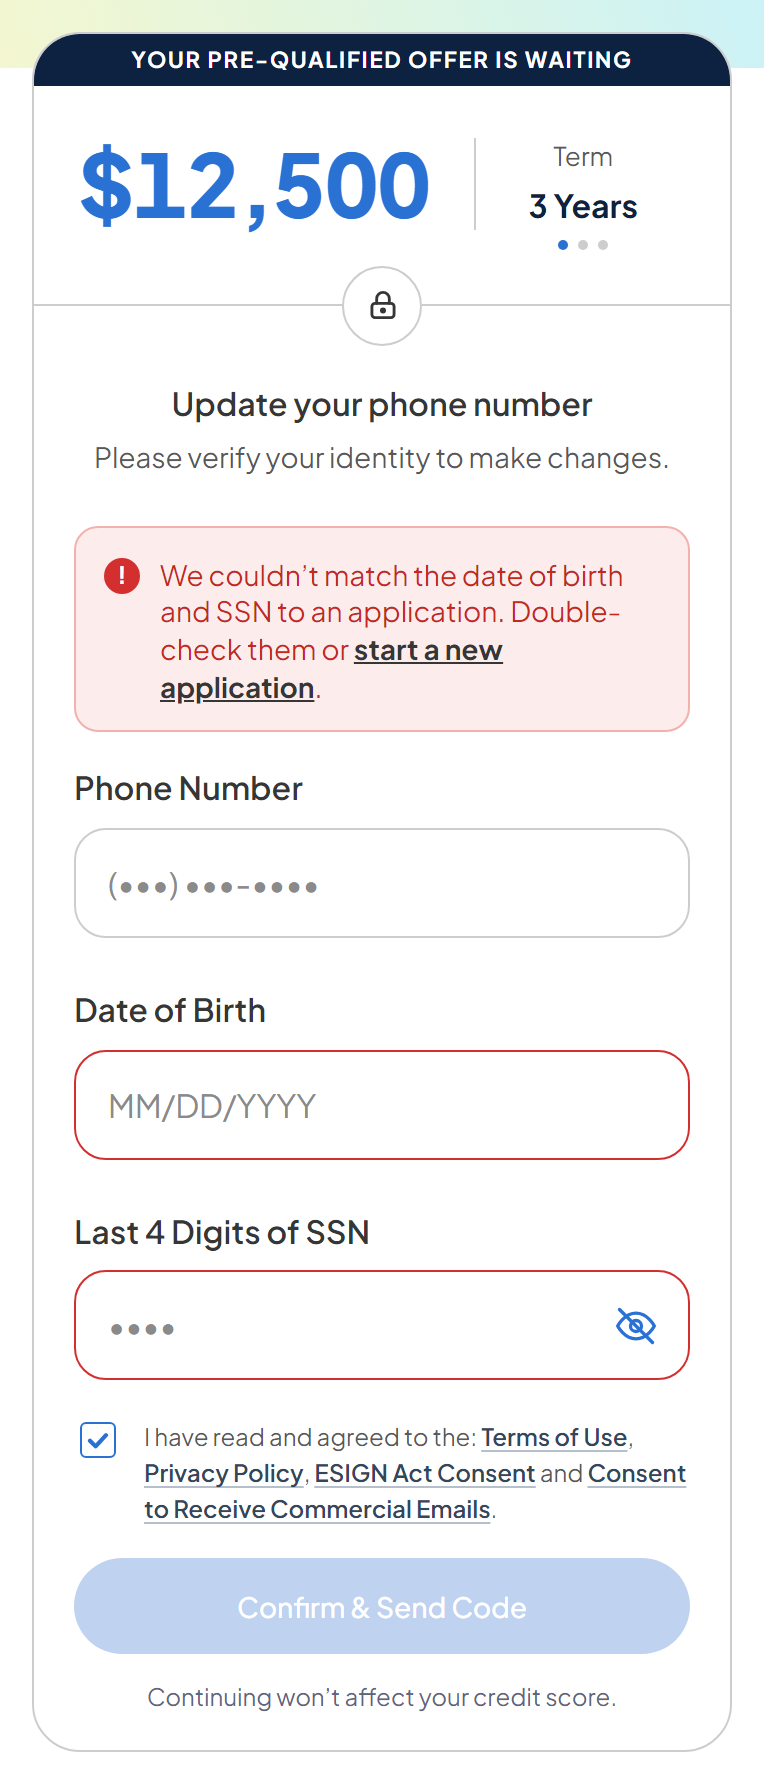 YOUR PRE-QUALIFIED OFFER IS WAITING
$12,500
Term
3 Years
Update your phone number
Please verify your identity to make changes.
We couldn’t match the date of birth
and SSN to an application. Double-
check them or start a new
application.
Phone Number
(•••) •••-••••
Date of Birth
MM/DD/YYYY
Last 4 Digits of SSN
••••
I have read and agreed to the: Terms of Use,
Privacy Policy, ESIGN Act Consent and Consent
to Receive Commercial Emails.
Confirm & Send Code
Continuing won’t affect your credit score.